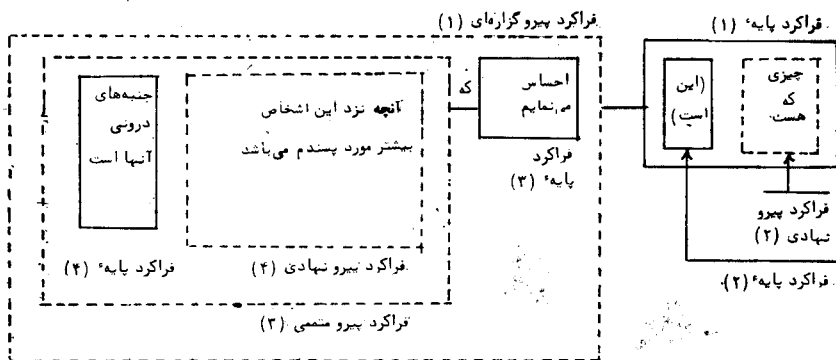 فراکرد پایهٔ (۱)
چیزی
که
هست
(این
است)
فراکرد پیرو
نهادی (۲)
فراکرد پایهٔ (۲).
فراکرد پیرو گزاره‌ای (۱)
احساس
می‌نمایم
فراکرد
پایهٔ (۳)
که
آنچه نزد این اشخاص
بیشتر مورد پسندم می‌باشد
جنبه‌های
درونی
آنها است
فراکرد پیرو نهادی (۴)
فراکرد پایهٔ (۴)
فراکرد پیرو متممی (۳)